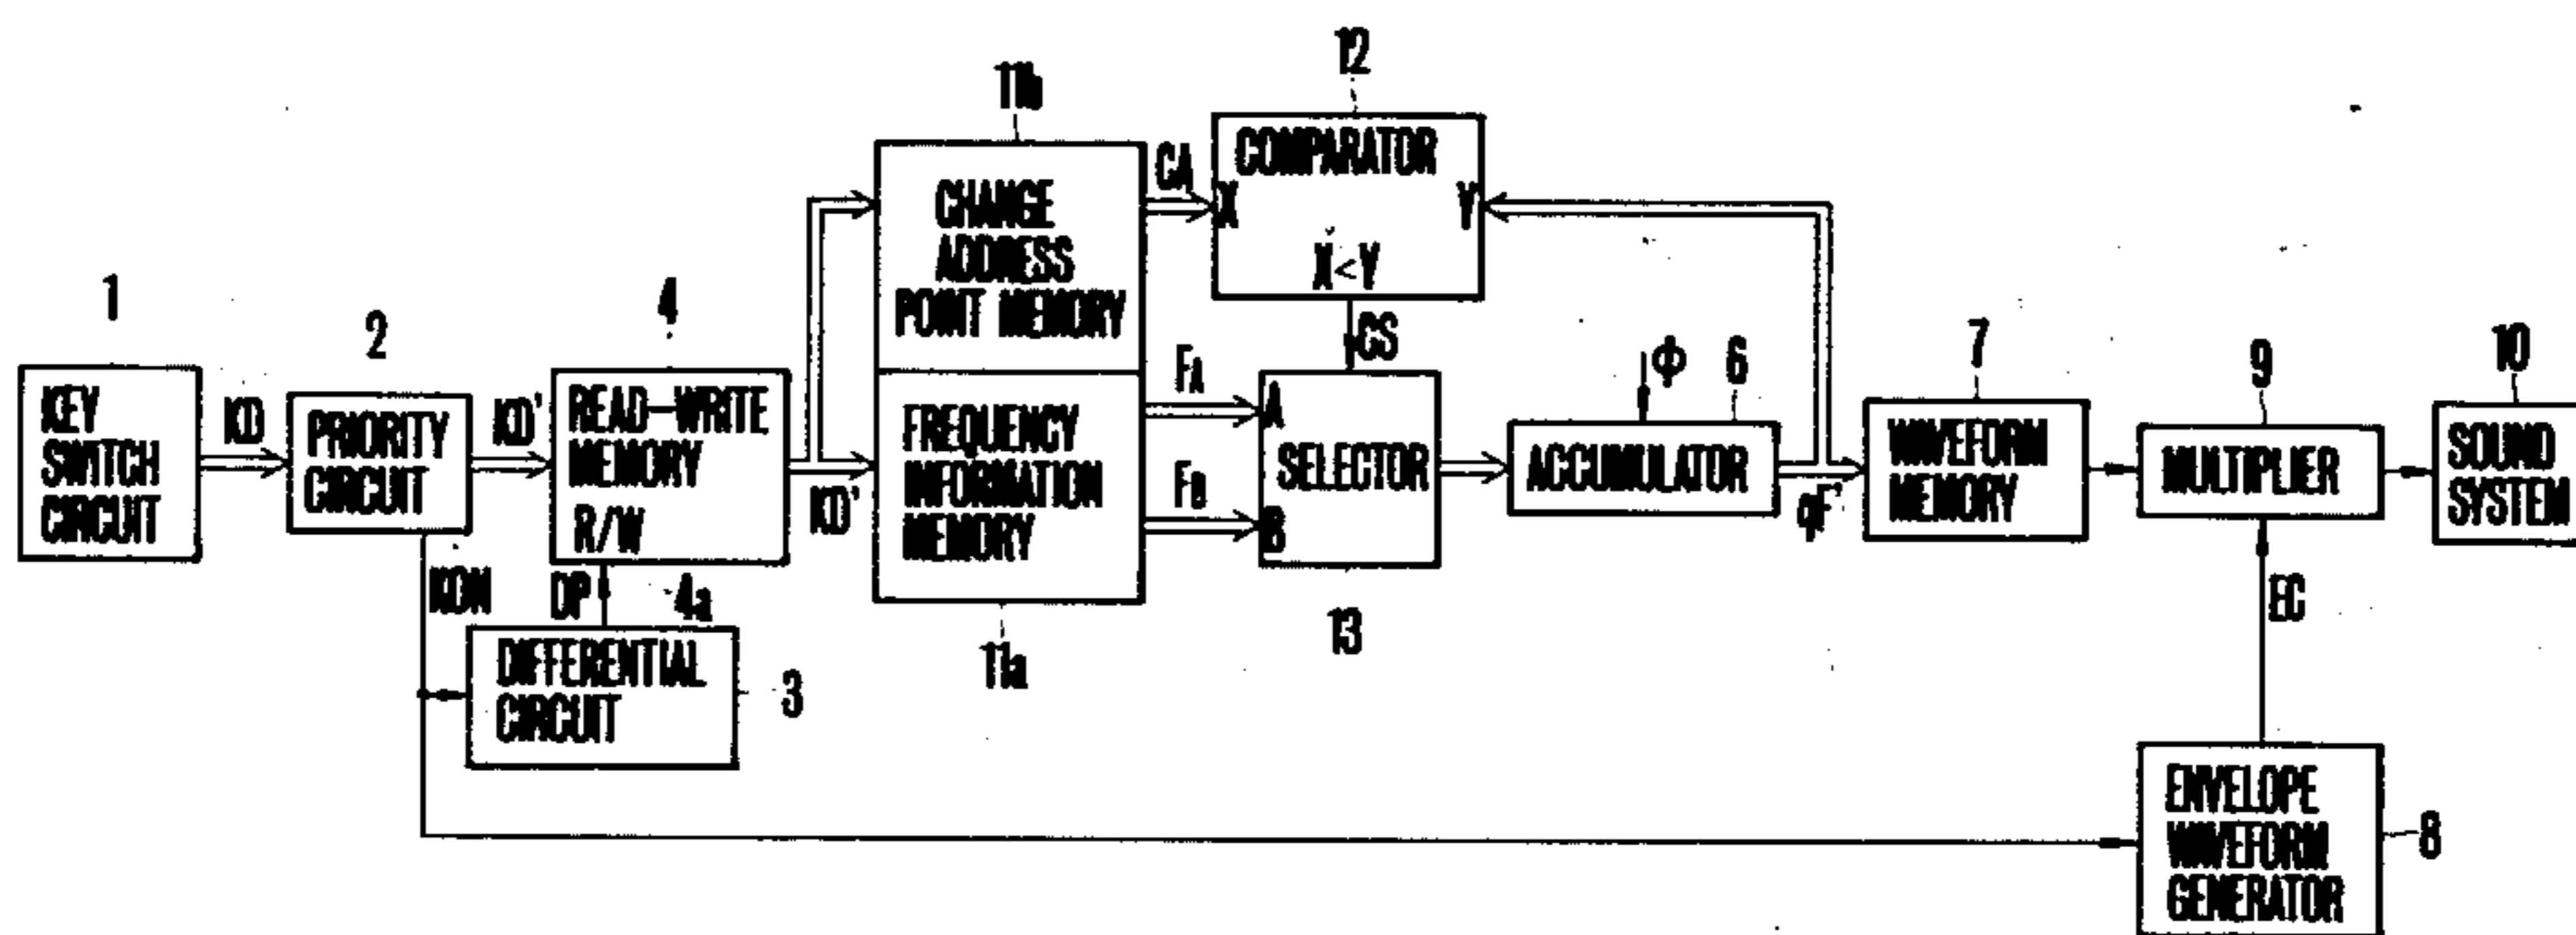 12
11b
COMPARATOR
CA
X
Y
CHANGE
ADDRESS
POINT MEMORY
X<Y
1
4
CS
2
7
FA
Φ
6
9
10
KEY
SWITCH
CIRCUIT
KD
PRIORITY
CIRCUIT
KD'
READ-WRITE
MEMORY
R/W
KD'
FREQUENCY
INFORMATION
MEMORY
FB
A
SELECTOR
B
ACCUMULATOR
qF'
WAVEFORM
MEMORY
MULTIPLIER
SOUND
SYSTEM
KON
DP
4a
13
EC
11a
DIFFERENTIAL
CIRCUIT
3
ENVELOPE
WAVEFORM
GENERATOR
8